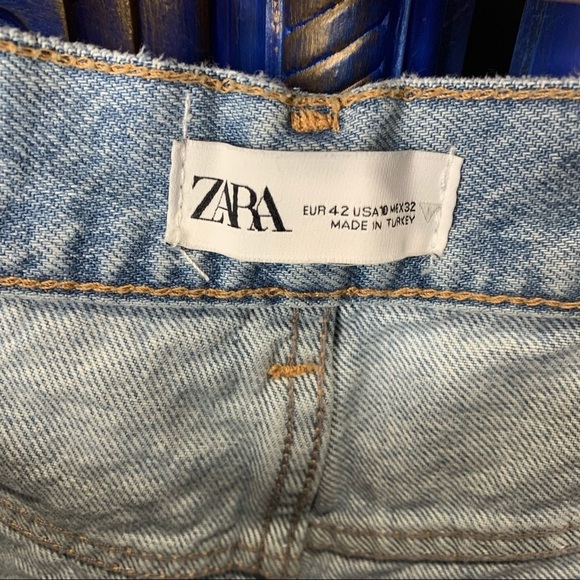 ZARA
EUR 42 USA 10 MEX 32
MADE IN TURKEY